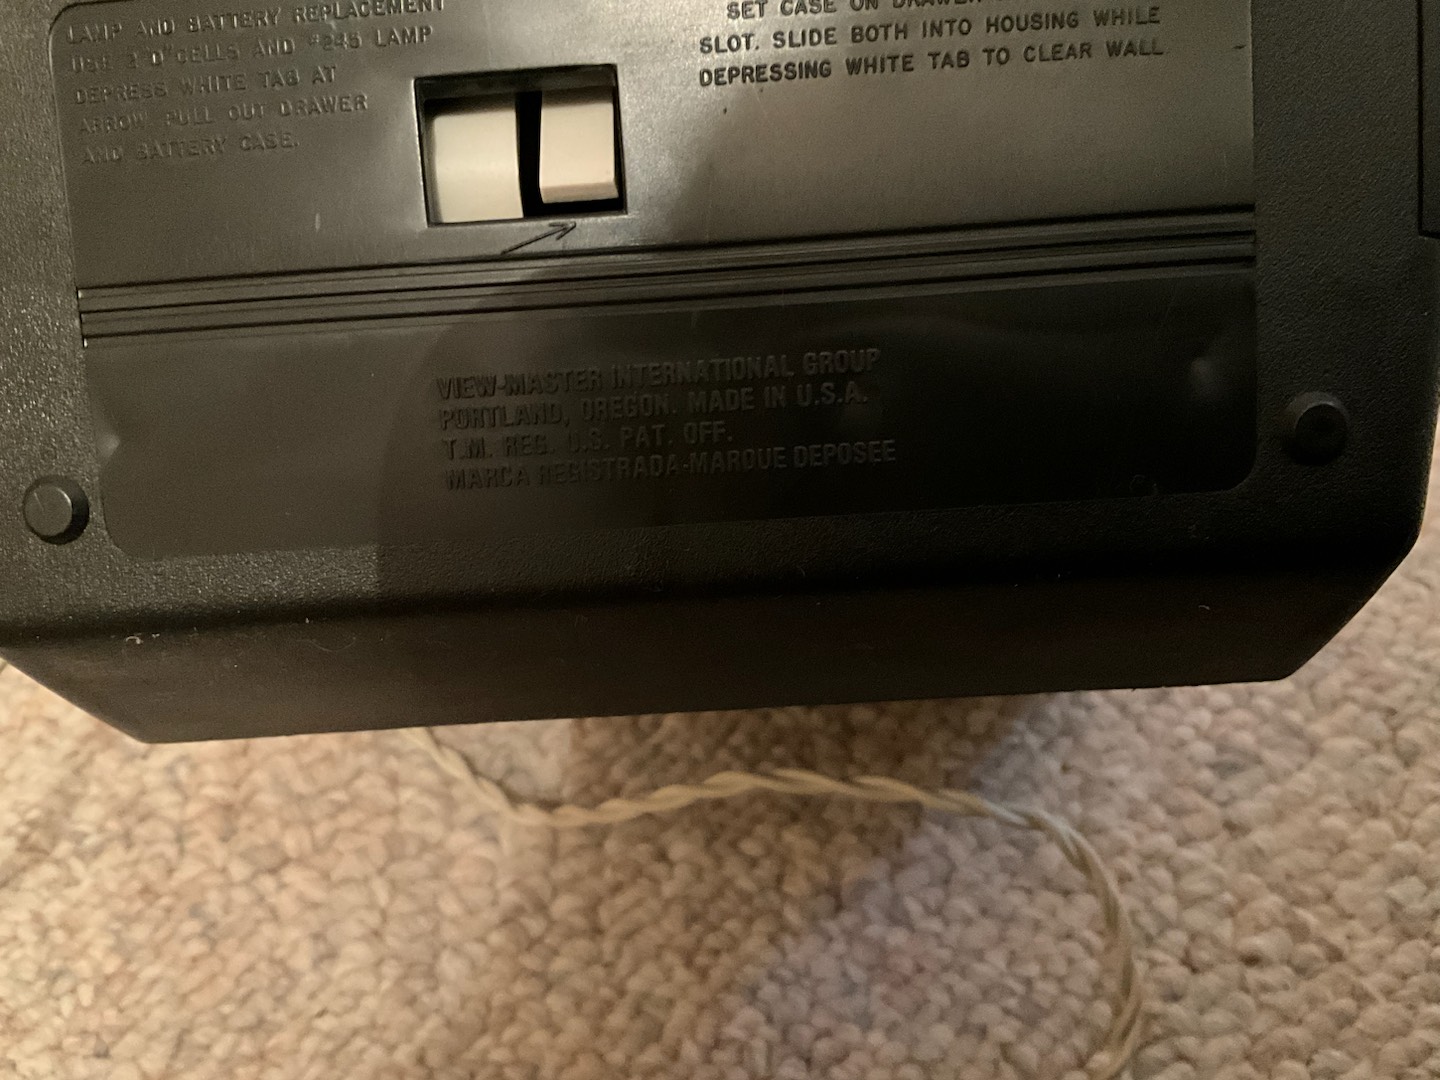 LAMP AND BATTERY REPLACEMENT
USE 2 "D" CELLS AND #245 LAMP
DEPRESS WHITE TAB AT
ARROW. PULL OUT DRAWER
AND BATTERY CASE.
SET CASE ON DRAWER
SLOT. SLIDE BOTH INTO HOUSING WHILE
DEPRESSING WHITE TAB TO CLEAR WALL
VIEW-MASTER INTERNATIONAL GROUP
PORTLAND, OREGON. MADE IN U.S.A.
T.M. REG. U.S. PAT. OFF.
MARCA REGISTRADA-MARQUE DEPOSEE